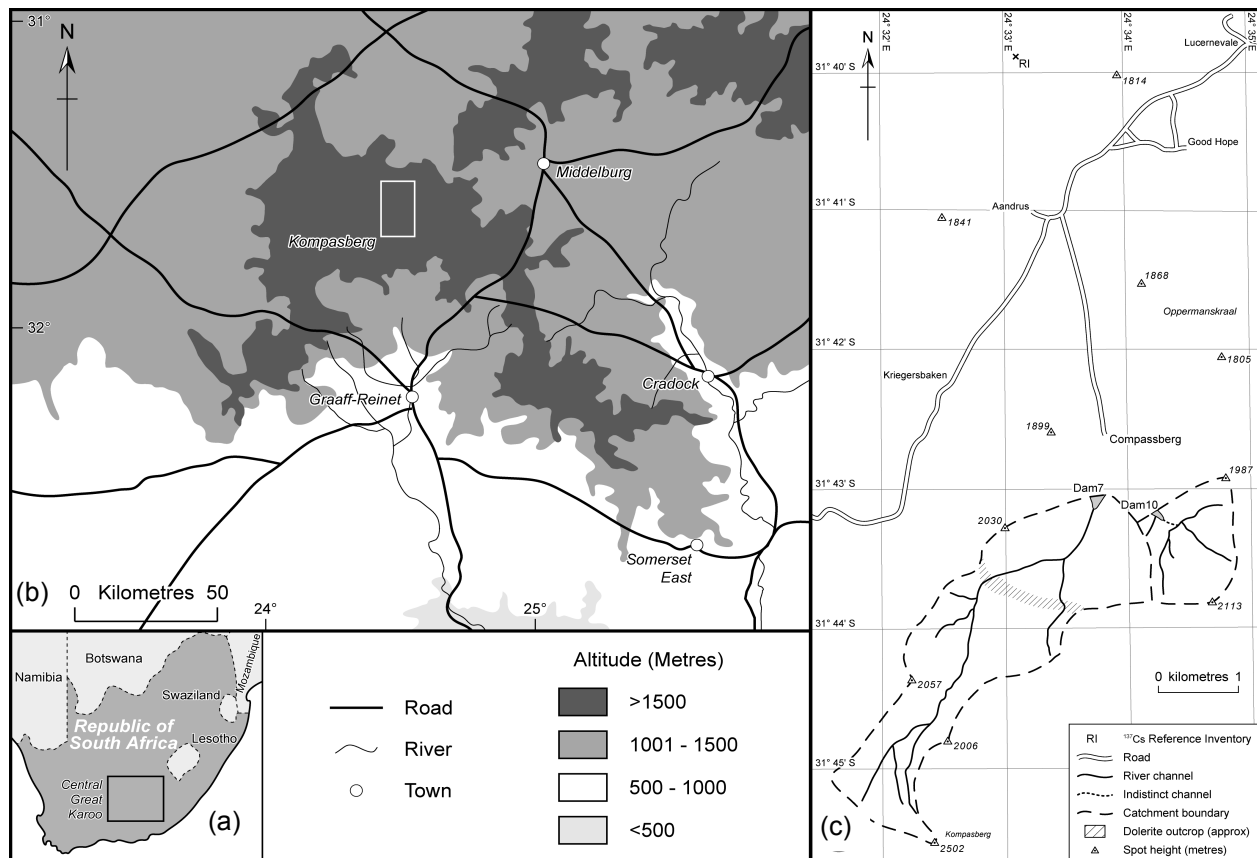 31°
N
Middelburg
Kompasberg
32°
Cradock
Graaff-Reinet
Somerset
East
(b)
0 Kilometres 50
24°
25°
Namibia
Botswana
Mozambique
Swaziland
Republic of
South Africa
Lesotho
Central
Great
Karoo
(a)
Road
River
Town
Altitude (Metres)
>1500
1001 - 1500
500 - 1000
<500
(c)
24° 32' E
24° 33' E
24° 34' E
24° 35' E
N
Lucernevale
RI
31° 40' S
1814
Good Hope
31° 41' S
Aandrus
1841
1868
Oppermanskraal
31° 42' S
1805
Kriegersbaken
1899
Compassberg
1987
31° 43' S
Dam7
Dam10
2030
2113
31° 44' S
2057
0 kilometres 1
2006
31° 45' S
Kompasberg
2502
RI 137Cs Reference Inventory
Road
River channel
Indistinct channel
Catchment boundary
Dolerite outcrop (approx)
Spot height (metres)